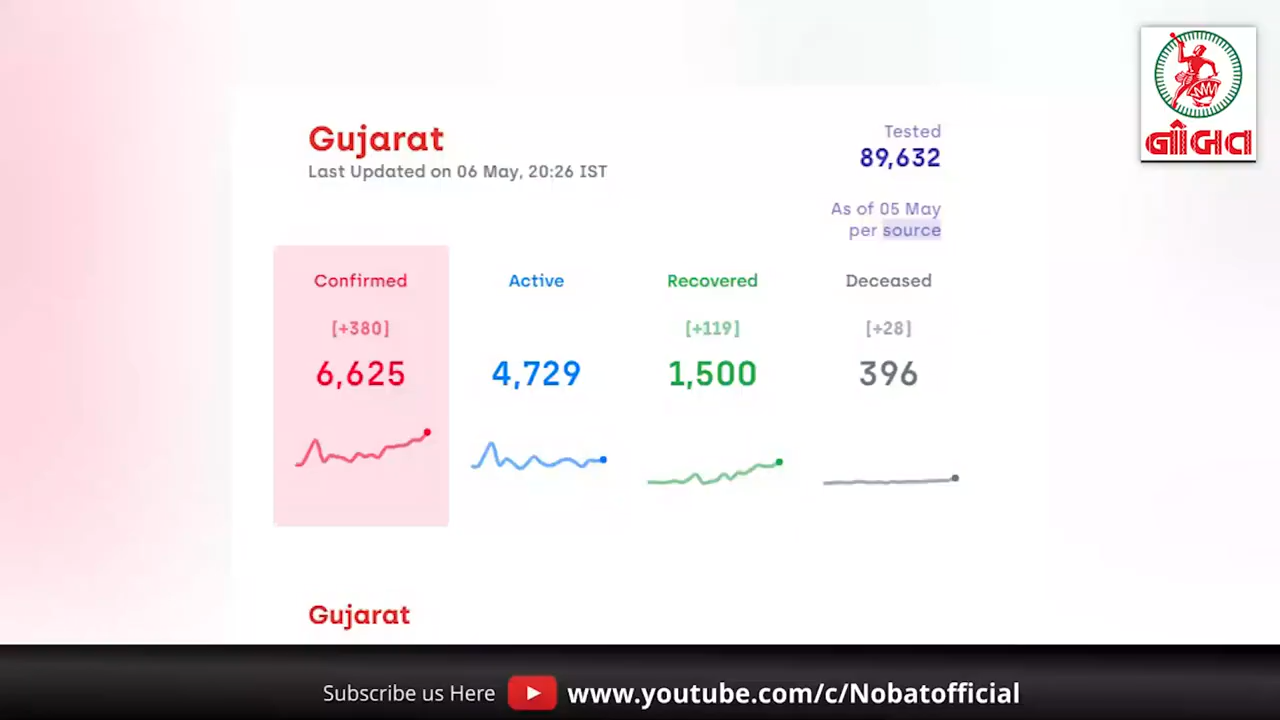 Gujarat
Last Updated on 06 May, 20:26 IST
Tested
89,632
As of 05 May
per source
Confirmed
[+380]
6,625
Active
4,729
Recovered
[+119]
1,500
Deceased
[+28]
396
નોબત
Gujarat
Subscribe us Here
www.youtube.com/c/Nobatofficial